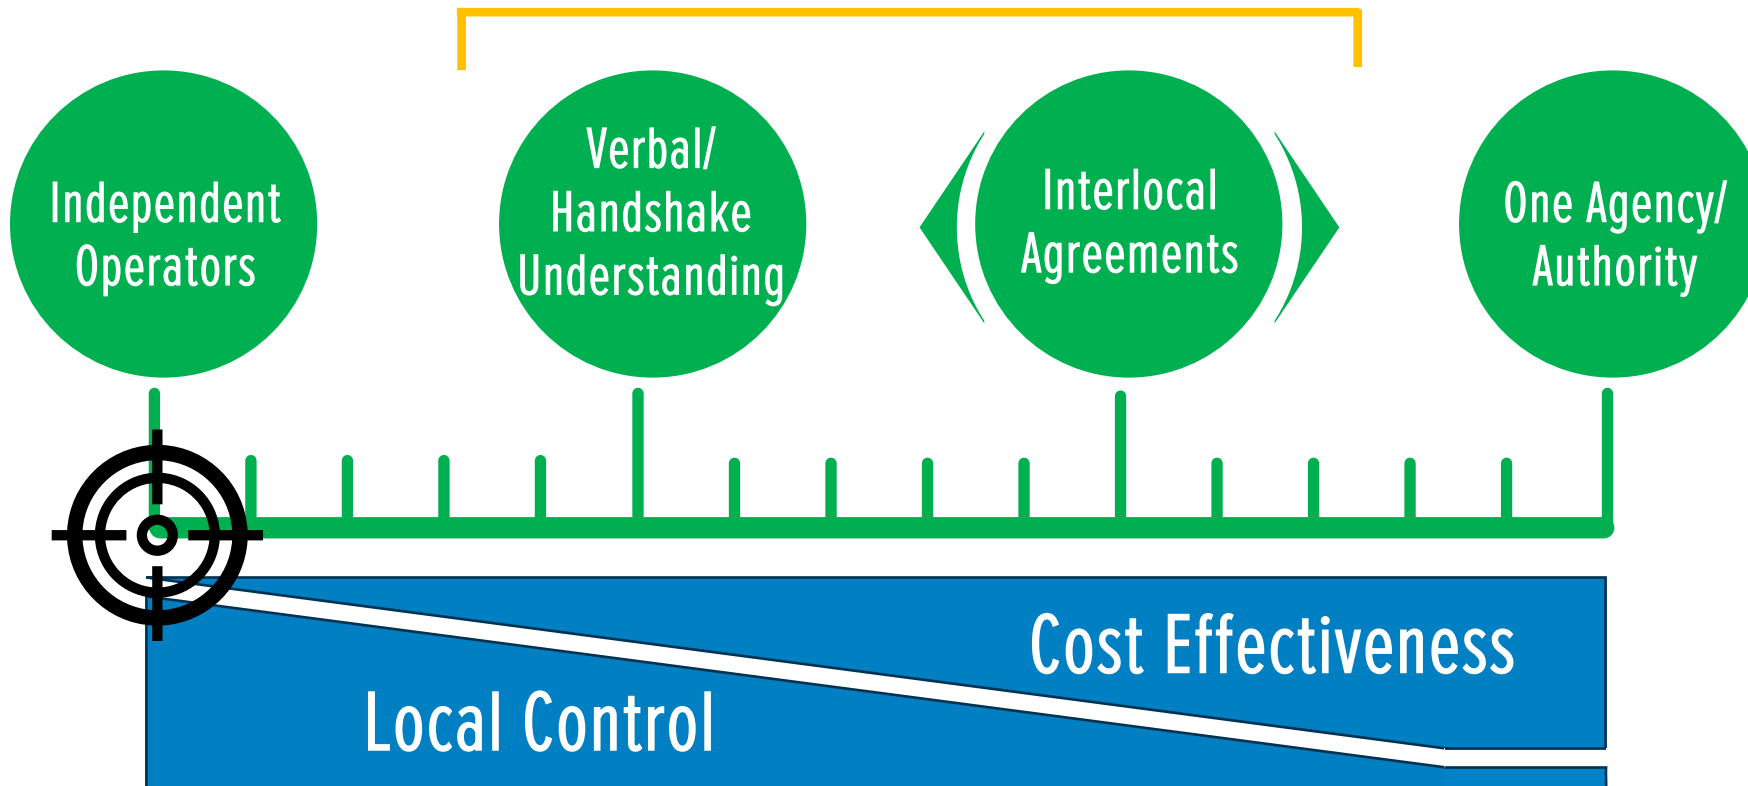 Independent
Operators
Verbal/
Handshake
Understanding
Interlocal
Agreements
One Agency/
Authority
Cost Effectiveness
Local Control